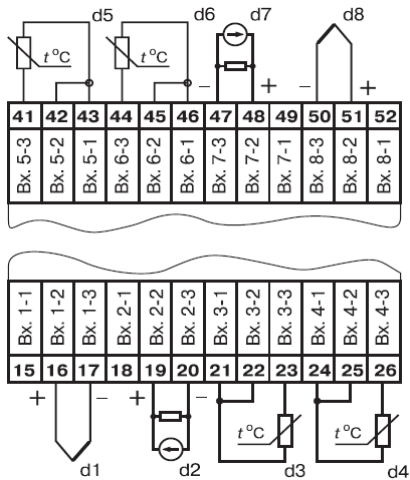 d5 d6 d7 d8
t°C t°C
– + – +
41 42 43 44 45 46 47 48 49 50 51 52
Вх. 5-3 Вх. 5-2 Вх. 5-1 Вх. 6-3 Вх. 6-2 Вх. 6-1 Вх. 7-3 Вх. 7-2 Вх. 7-1 Вх. 8-3 Вх. 8-2 Вх. 8-1
Вх. 1-1 Вх. 1-2 Вх. 1-3 Вх. 2-1 Вх. 2-2 Вх. 2-3 Вх. 3-1 Вх. 3-2 Вх. 3-3 Вх. 4-1 Вх. 4-2 Вх. 4-3
15 16 17 18 19 20 21 22 23 24 25 26
+ – + –
t°C t°C
d1 d2 d3 d4